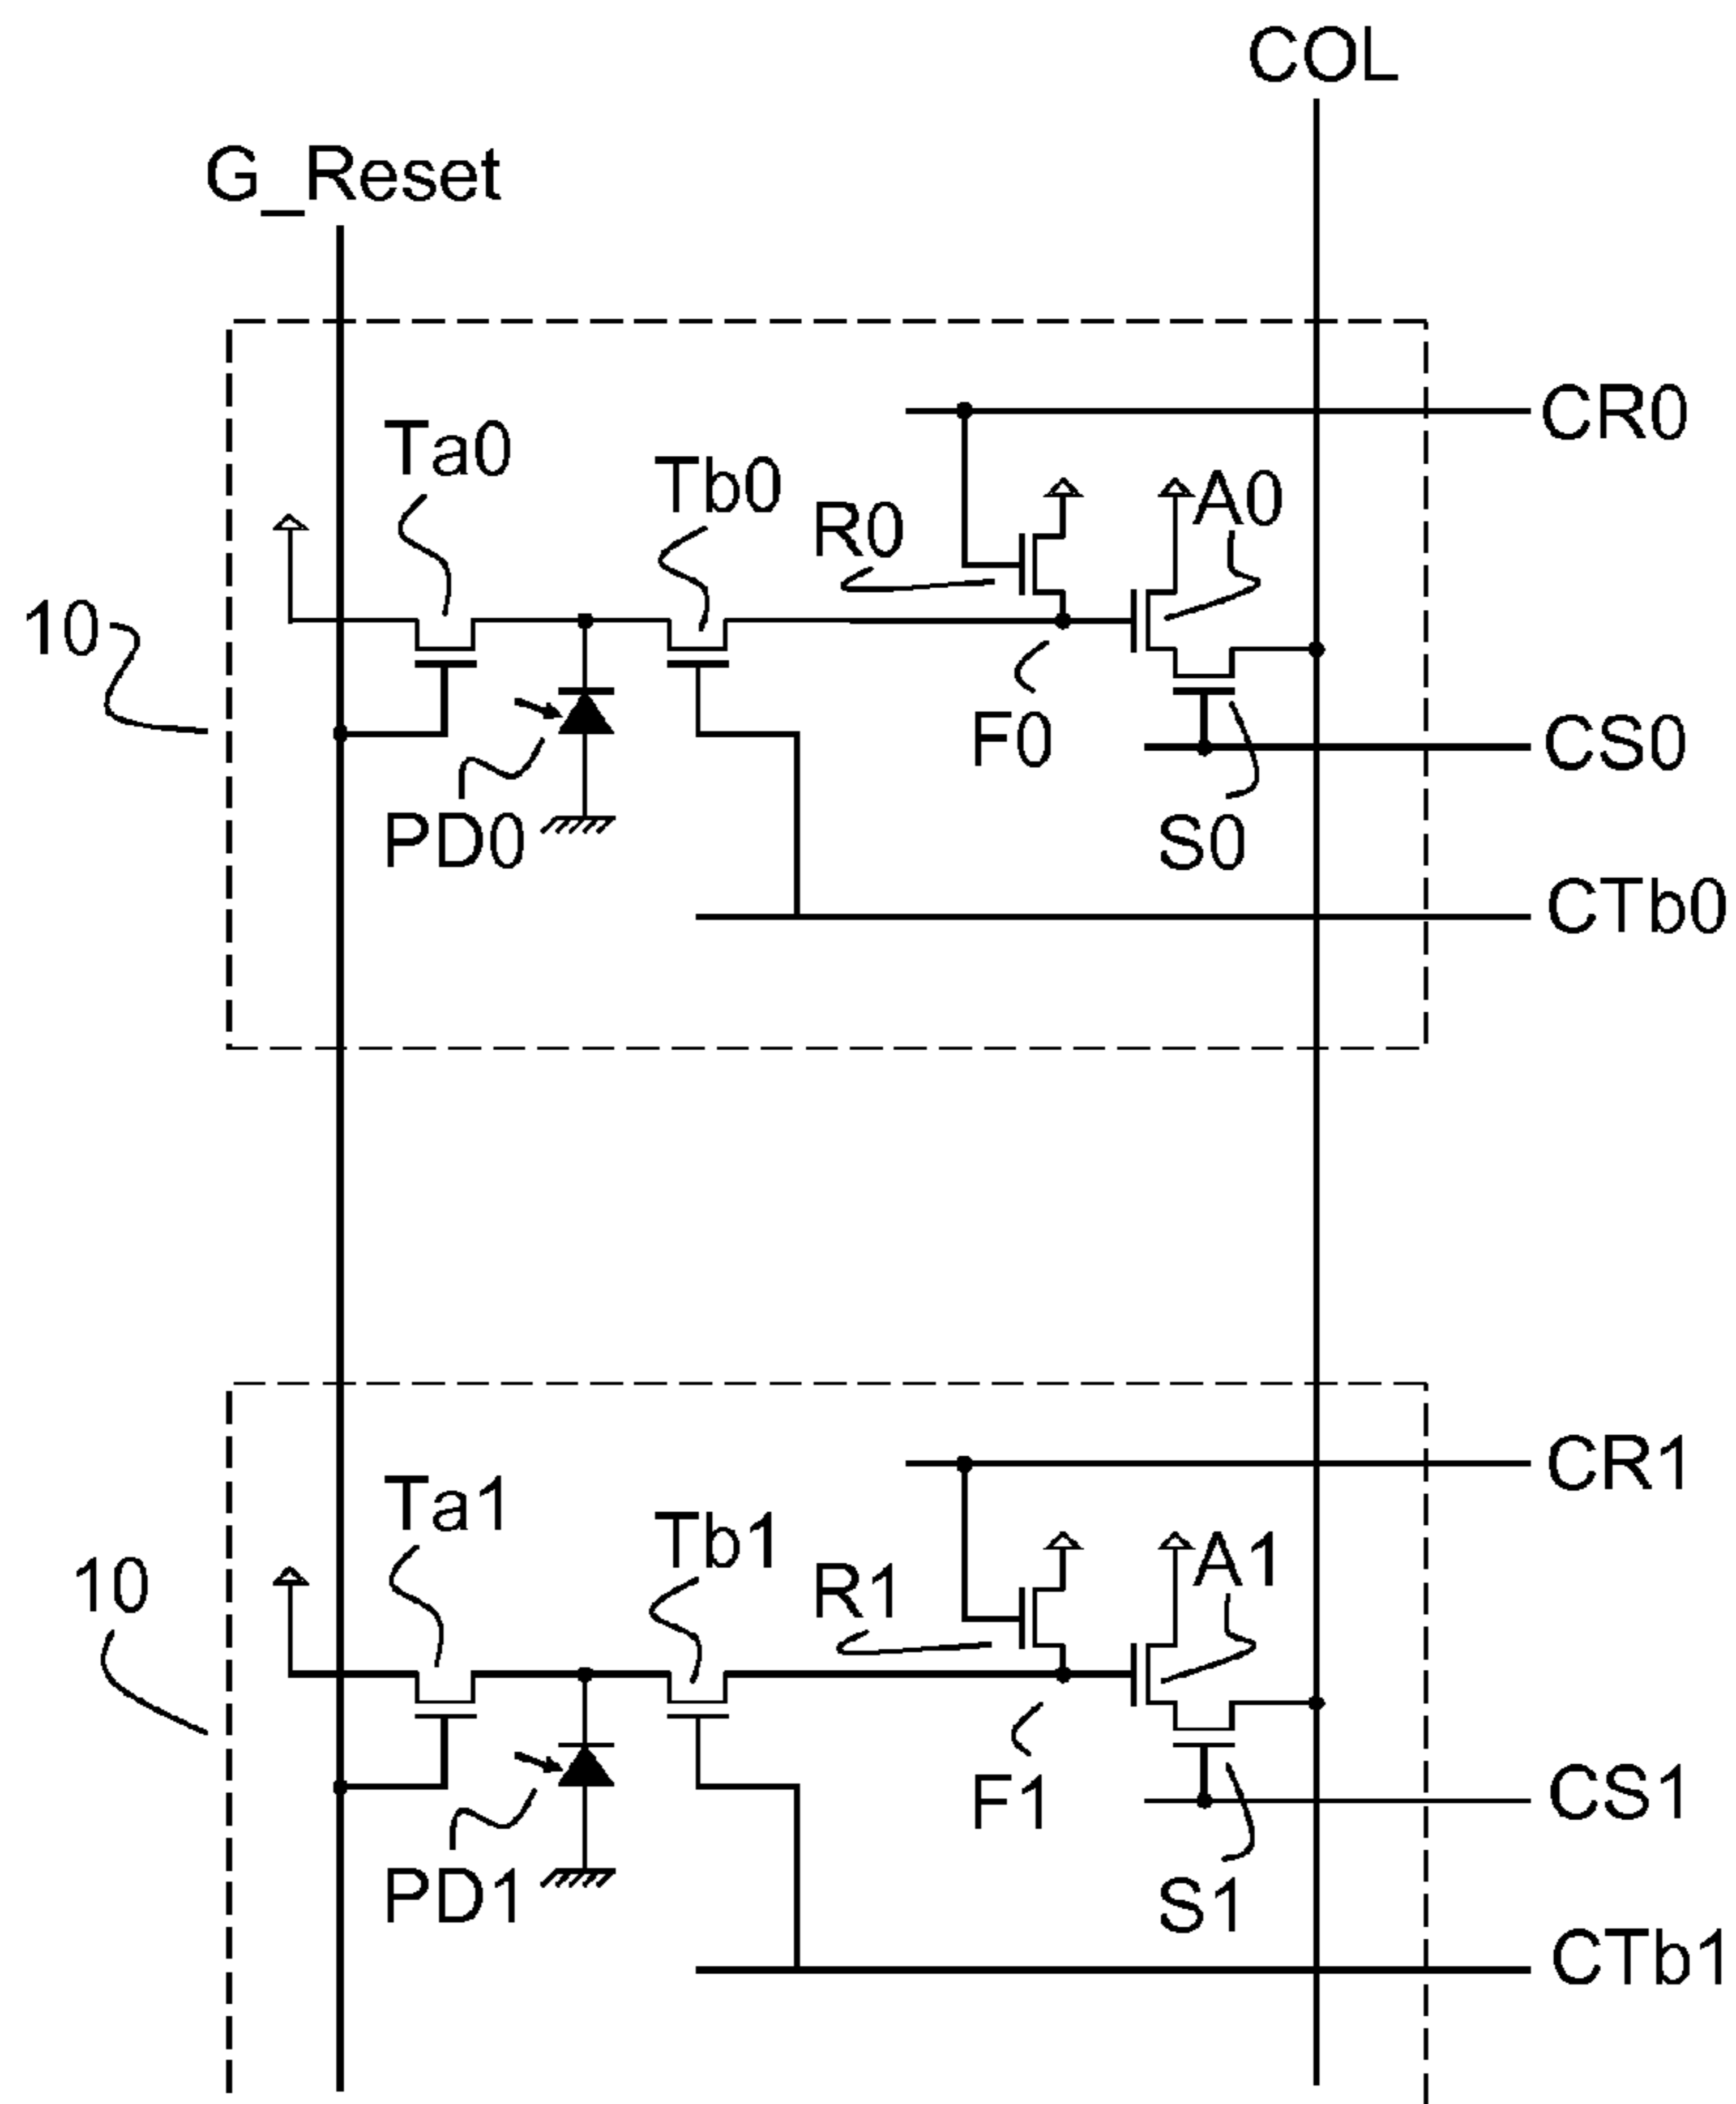 COL
G_Reset
CR0
Ta0
Tb0
A0
R0
10
F0
CS0
PD0
S0
CTb0
CR1
Ta1
Tb1
A1
R1
10
F1
CS1
PD1
S1
CTb1